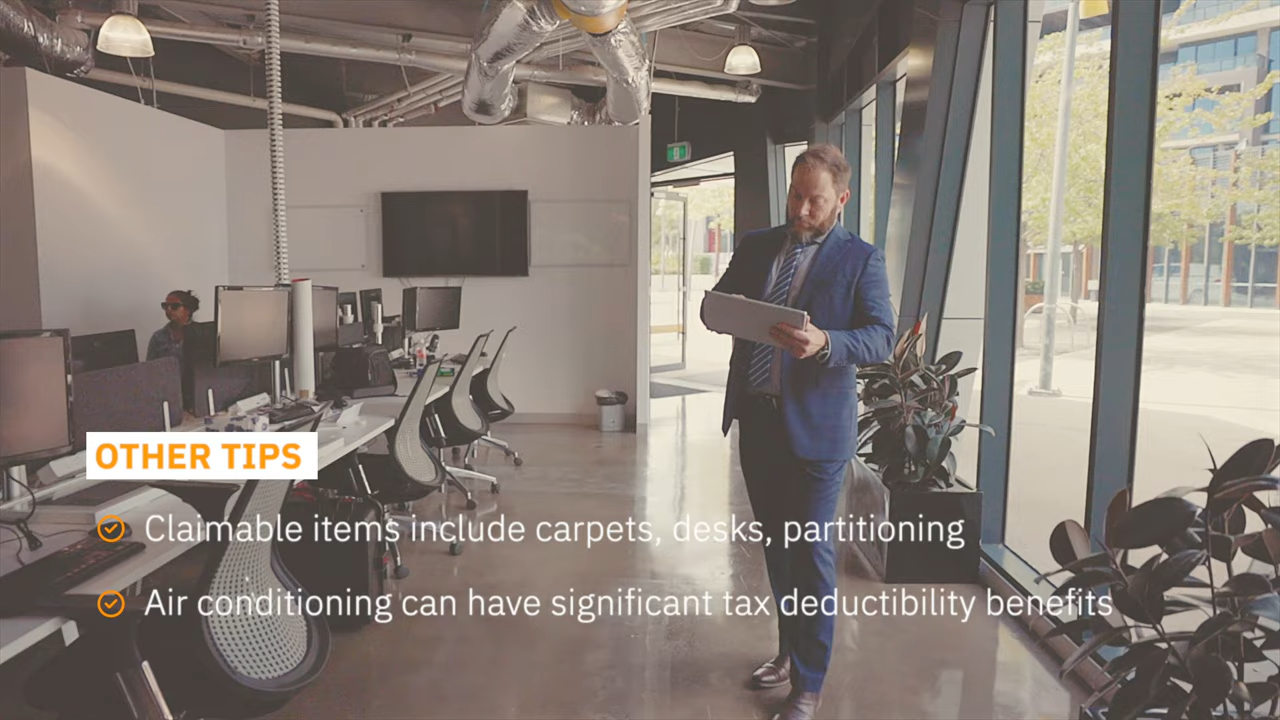 OTHER TIPS
Claimable items include carpets, desks, partitioning
Air conditioning can have significant tax deductibility benefits